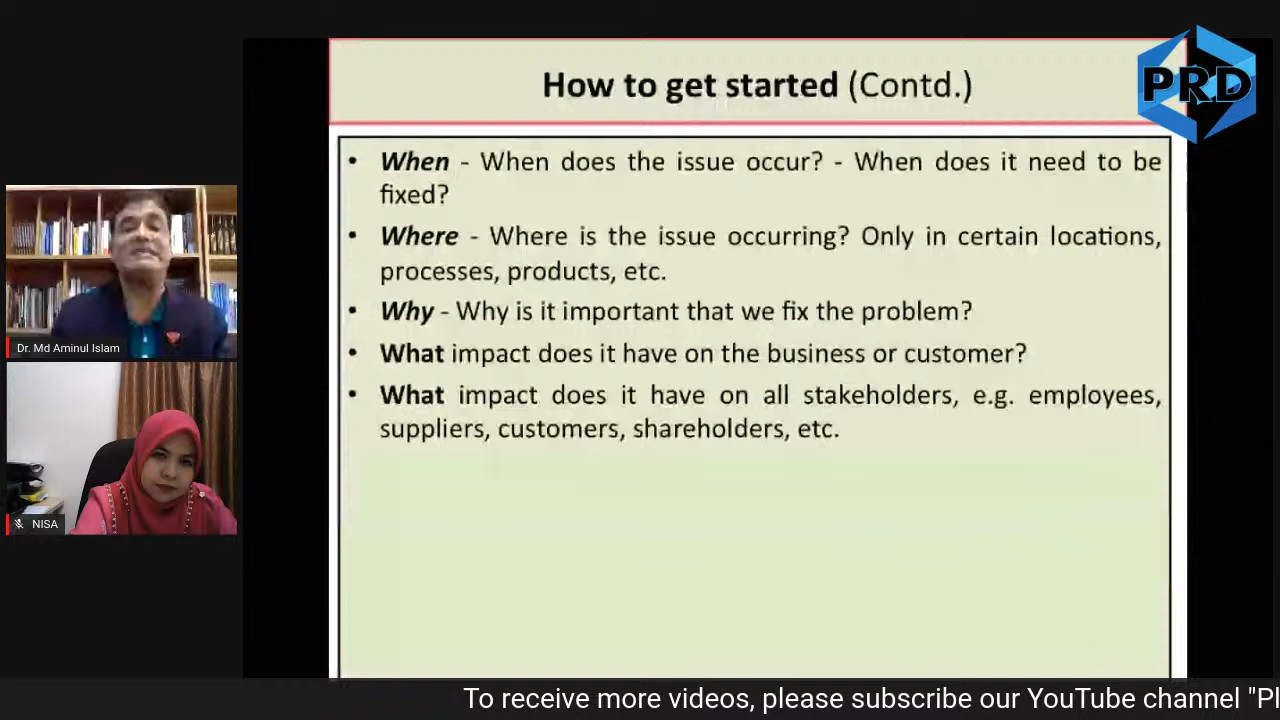 How to get started (Contd.)
PRD
• When - When does the issue occur? - When does it need to be
fixed?
• Where - Where is the issue occurring? Only in certain locations,
processes, products, etc.
• Why - Why is it important that we fix the problem?
• What impact does it have on the business or customer?
• What impact does it have on all stakeholders, e.g. employees,
suppliers, customers, shareholders, etc.
Dr. Md Aminul Islam
NISA
To receive more videos, please subscribe our YouTube channel "Pl